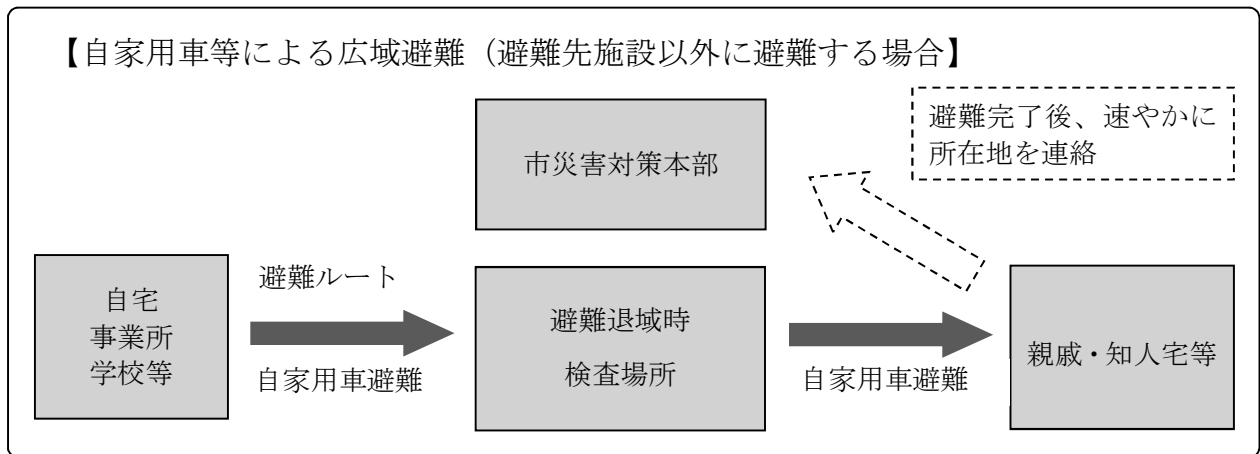 【自家用車等による広域避難（避難先施設以外に避難する場合】
避難完了後、速やかに
所在地を連絡
市災害対策本部
自宅
事業所
学校等
避難ルート
自家用車避難
避難退域時
検査場所
自家用車避難
親戚・知人宅等